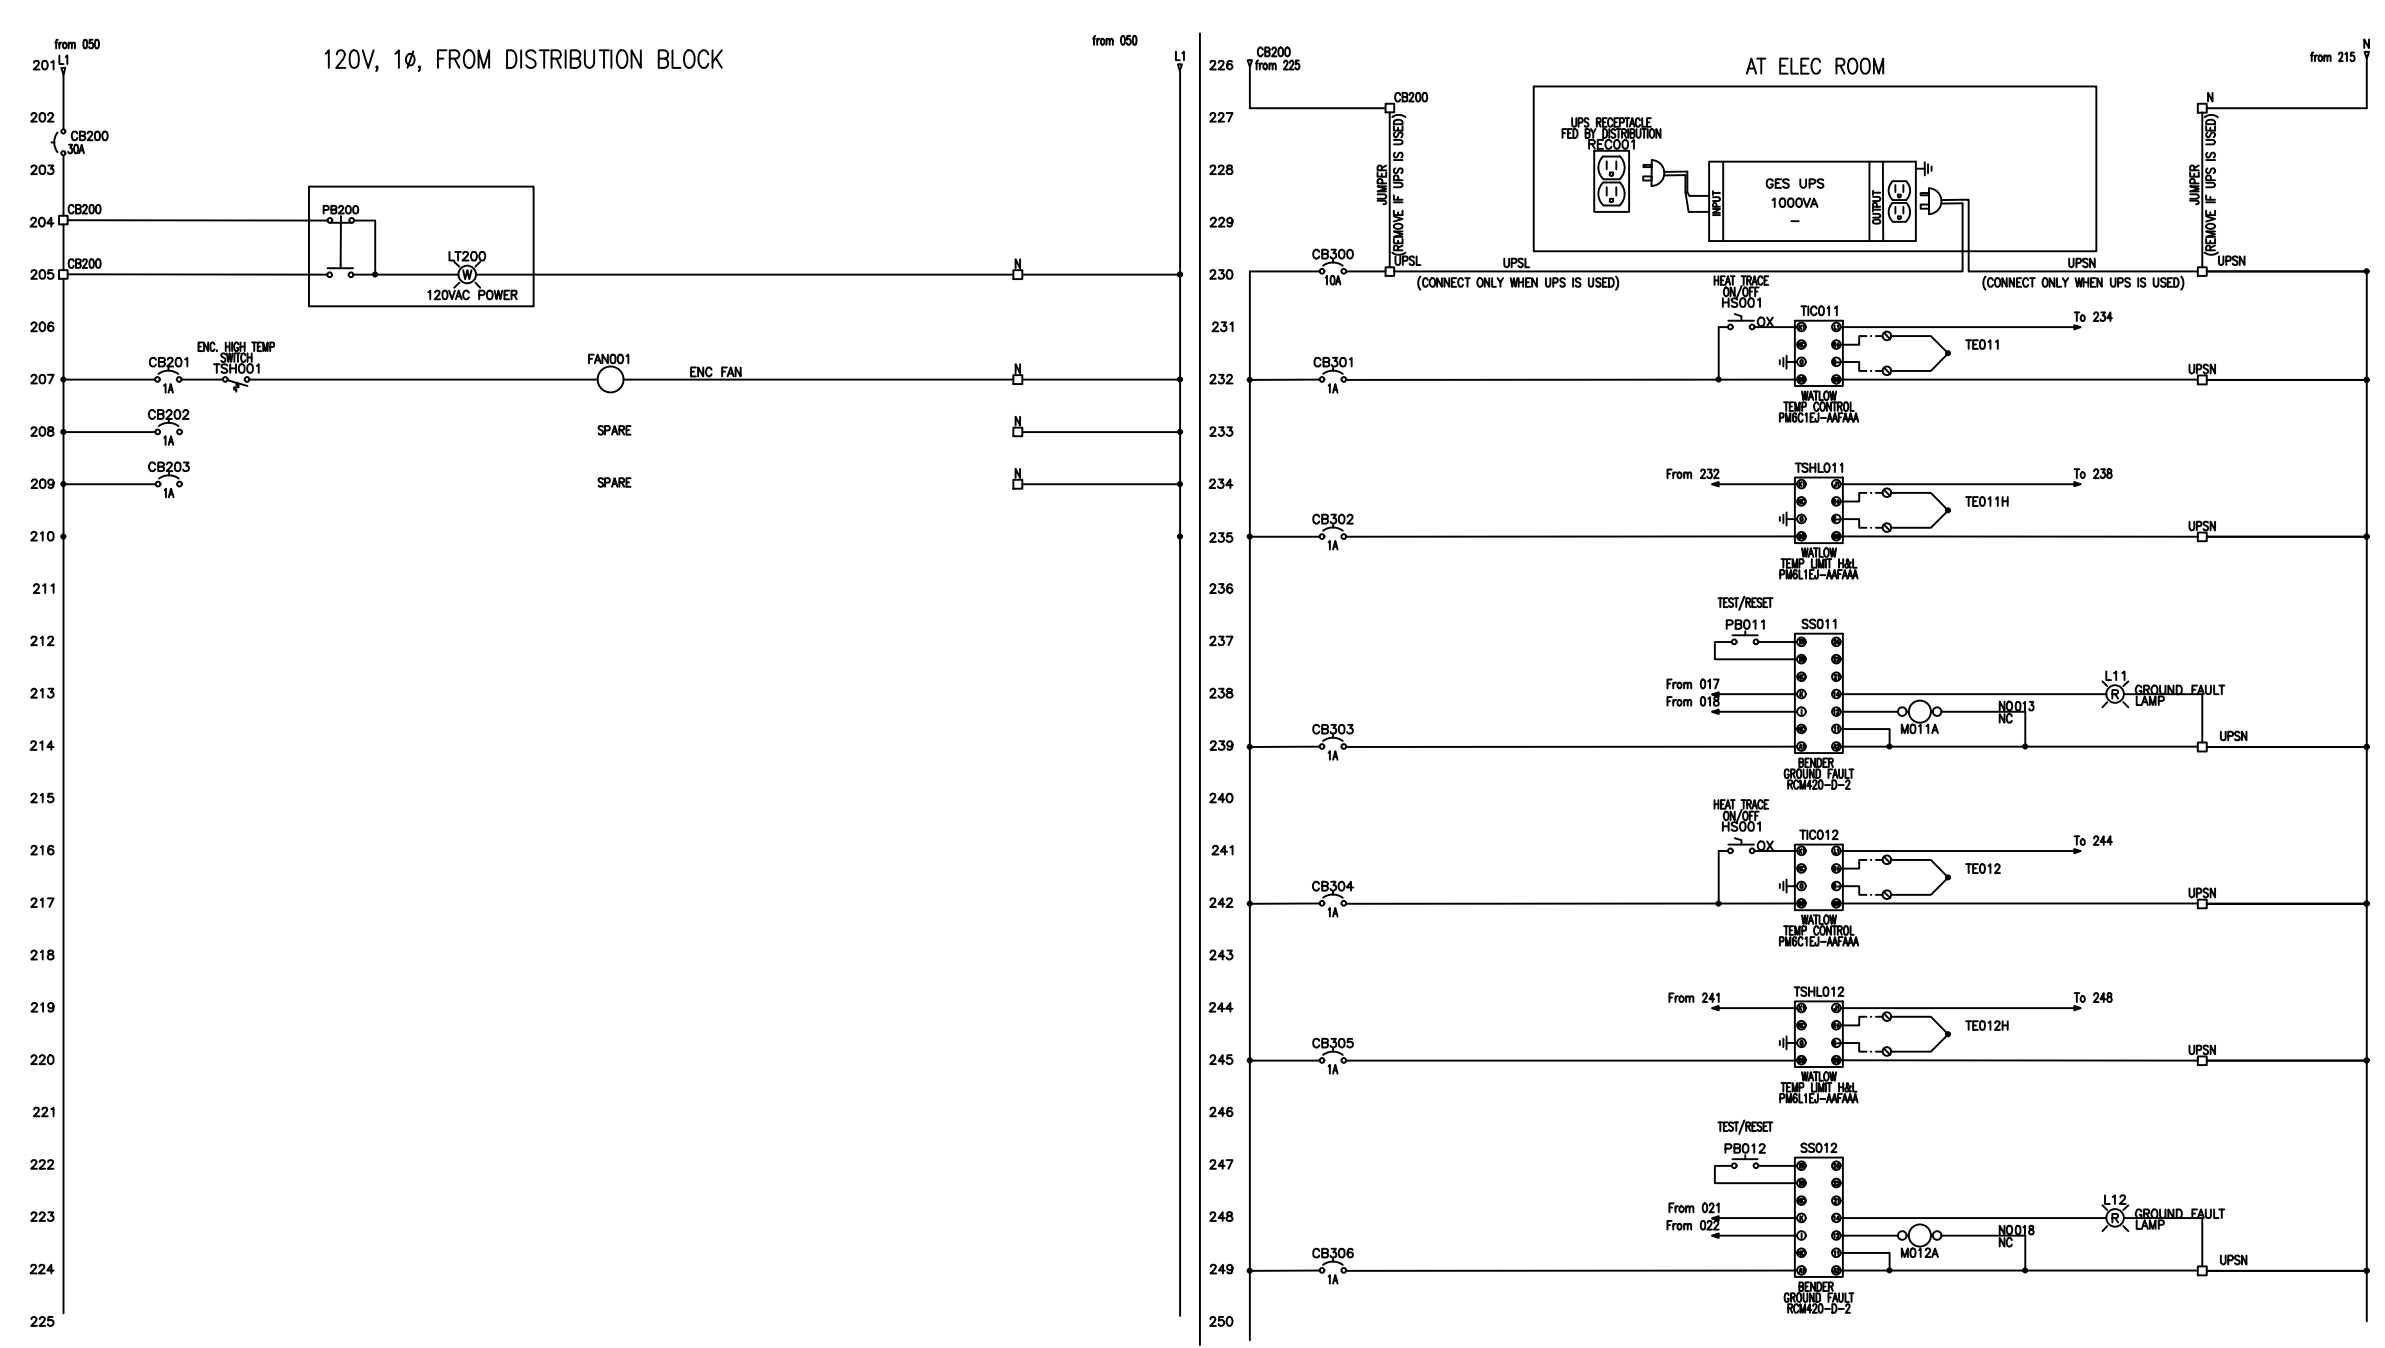 from 050
L1
120V, 1ø, FROM DISTRIBUTION BLOCK
from 050
L1
201
202
CB200
30A
203
204
CB200
PB200
205
CB200
LT200
W
120VAC POWER
N
206
207
CB201
1A
ENC. HIGH TEMP
SWITCH
TSH001
FAN001
ENC FAN
N
208
CB202
1A
SPARE
N
209
CB203
1A
SPARE
N
210
211
212
213
214
215
216
217
218
219
220
221
222
223
224
225
226
CB200
from 225
AT ELEC ROOM
from 215
N
227
CB200
N
JUMPER
(REMOVE IF UPS IS USED)
UPS RECEPTACLE
FED BY DISTRIBUTION
REC001
INPUT
GES UPS
1000VA
-
OUTPUT
JUMPER
(REMOVE IF UPS IS USED)
228
229
230
CB300
10A
UPSL
UPSL
(CONNECT ONLY WHEN UPS IS USED)
UPSN
(CONNECT ONLY WHEN UPS IS USED)
UPSN
231
HEAT TRACE
ON/OFF
HS001
OX
TIC011
To 234
TE011
232
CB301
1A
UPSN
WATLOW
TEMP CONTROL
PM6C1EJ-AAFAAA
233
234
From 232
TSHL011
To 238
TE011H
235
CB302
1A
UPSN
WATLOW
TEMP LIMIT H&L
PM6L1EJ-AAFAAA
236
237
TEST/RESET
PB011
SS011
238
From 017
From 018
L11
R
GROUND FAULT
LAMP
M011A
NO013
NC
239
CB303
1A
UPSN
BENDER
GROUND FAULT
RCM420-D-2
240
241
HEAT TRACE
ON/OFF
HS001
OX
TIC012
To 244
TE012
242
CB304
1A
UPSN
WATLOW
TEMP CONTROL
PM6C1EJ-AAFAAA
243
244
From 241
TSHL012
To 248
TE012H
245
CB305
1A
UPSN
WATLOW
TEMP LIMIT H&L
PM6L1EJ-AAFAAA
246
247
TEST/RESET
PB012
SS012
248
From 021
From 022
L12
R
GROUND FAULT
LAMP
M012A
NO018
NC
249
CB306
1A
UPSN
BENDER
GROUND FAULT
RCM420-D-2
250